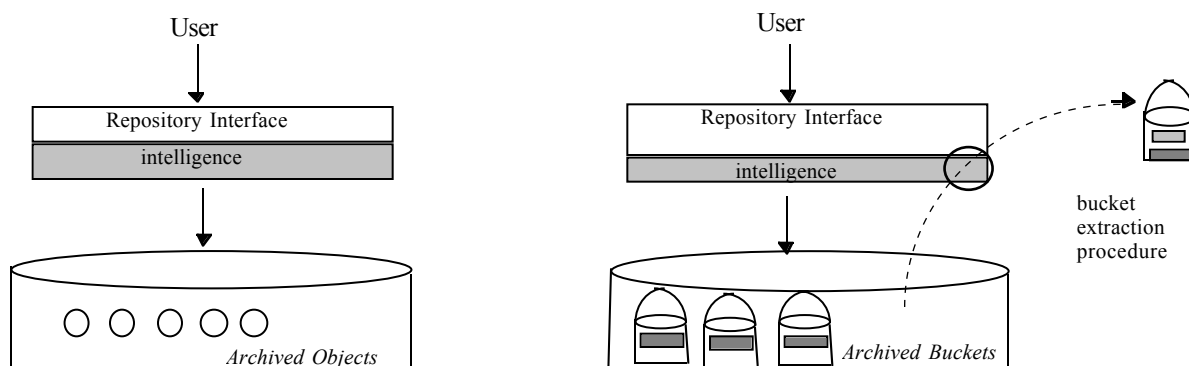 User
Repository Interface
intelligence
Archived Objects
User
Repository Interface
intelligence
bucket
extraction
procedure
Archived Buckets